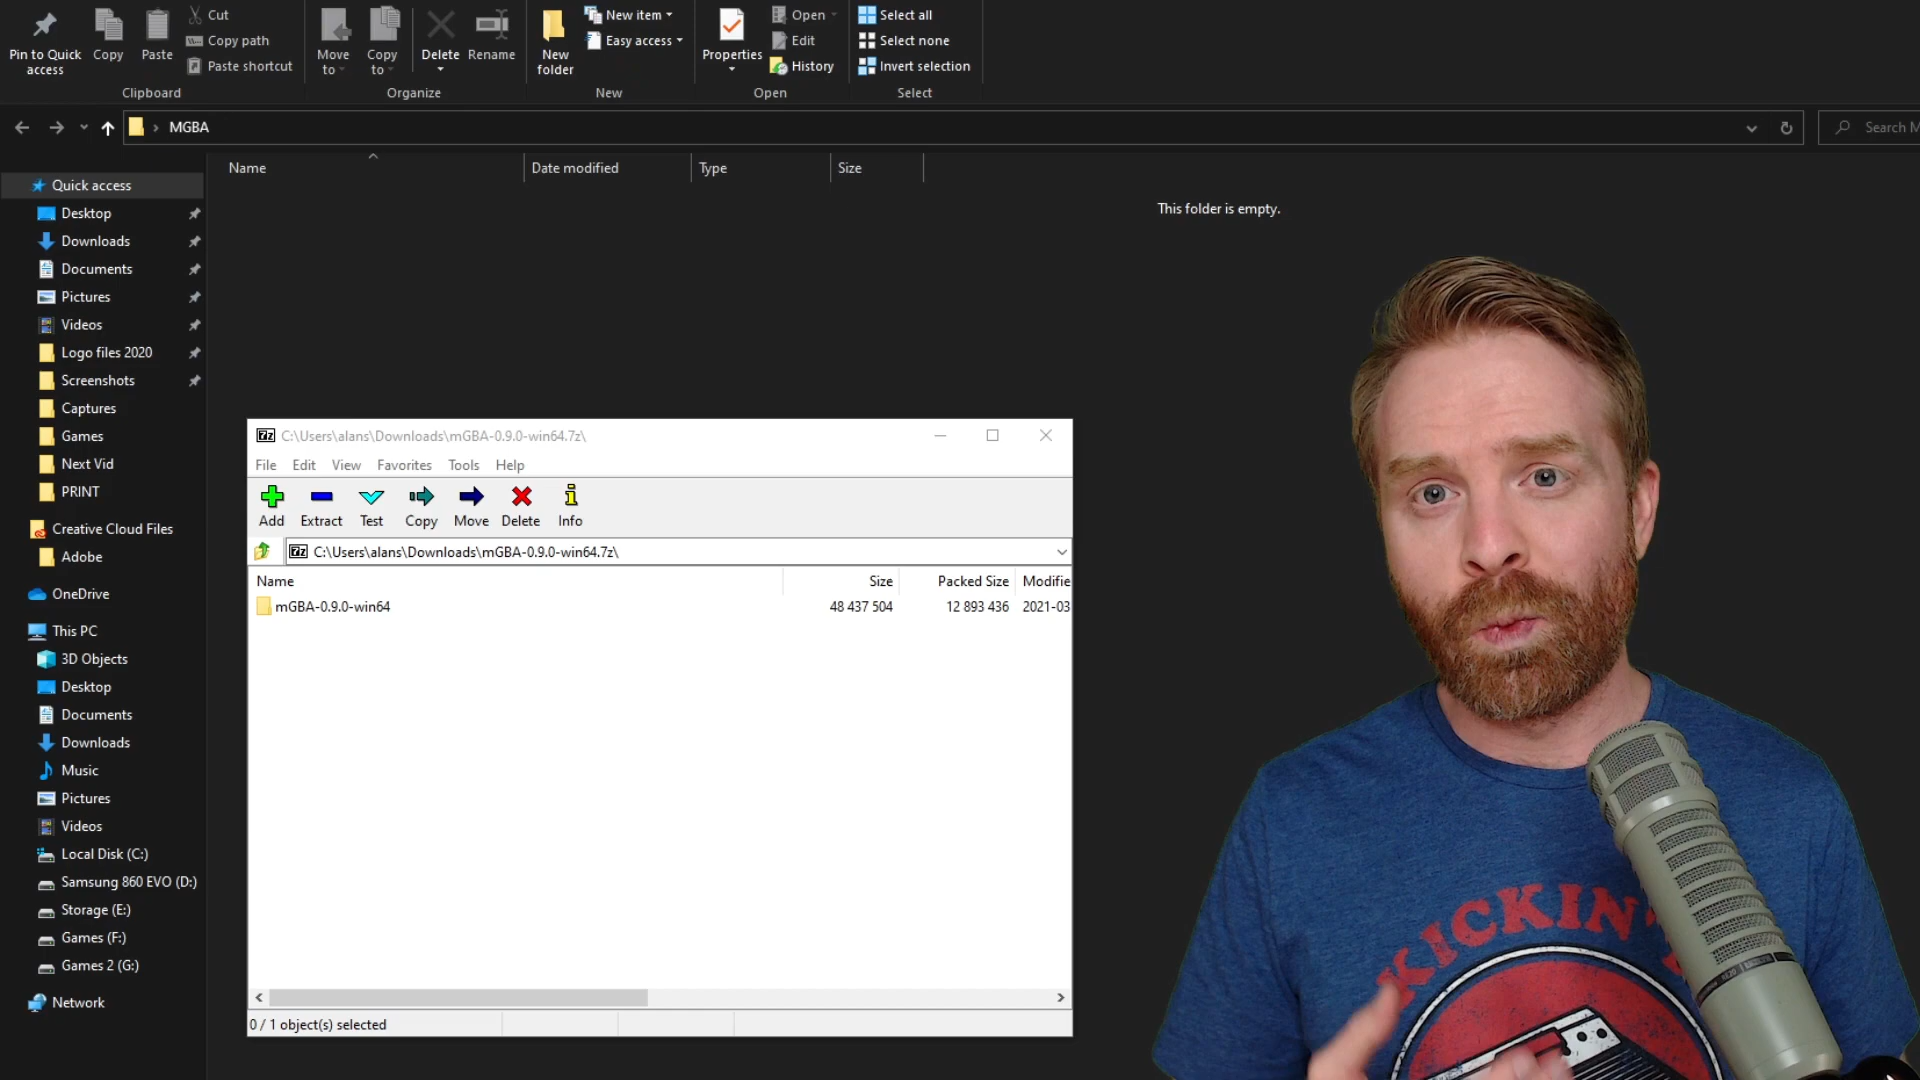 Pin to Quick access
Copy
Paste
Cut
Copy path
Paste shortcut
Clipboard
Move to
Copy to
Delete
Rename
Organize
New folder
New item
Easy access
New
Properties
Open
Edit
History
Open
Select all
Select none
Invert selection
Select
MGBA
Search M
Name
Date modified
Type
Size
This folder is empty.
Quick access
Desktop
Downloads
Documents
Pictures
Videos
Logo files 2020
Screenshots
Captures
Games
Next Vid
PRINT
Creative Cloud Files
Adobe
OneDrive
This PC
3D Objects
Desktop
Documents
Downloads
Music
Pictures
Videos
Local Disk (C:)
Samsung 860 EVO (D:)
Storage (E:)
Games (F:)
Games 2 (G:)
Network
7z C:\Users\alans\Downloads\mGBA-0.9.0-win64.7z\
File Edit View Favorites Tools Help
Add Extract Test Copy Move Delete Info
7z C:\Users\alans\Downloads\mGBA-0.9.0-win64.7z\
Name Size Packed Size Modifie
mGBA-0.9.0-win64 48 437 504 12 893 436 2021-03
0 / 1 object(s) selected
KICKIN'